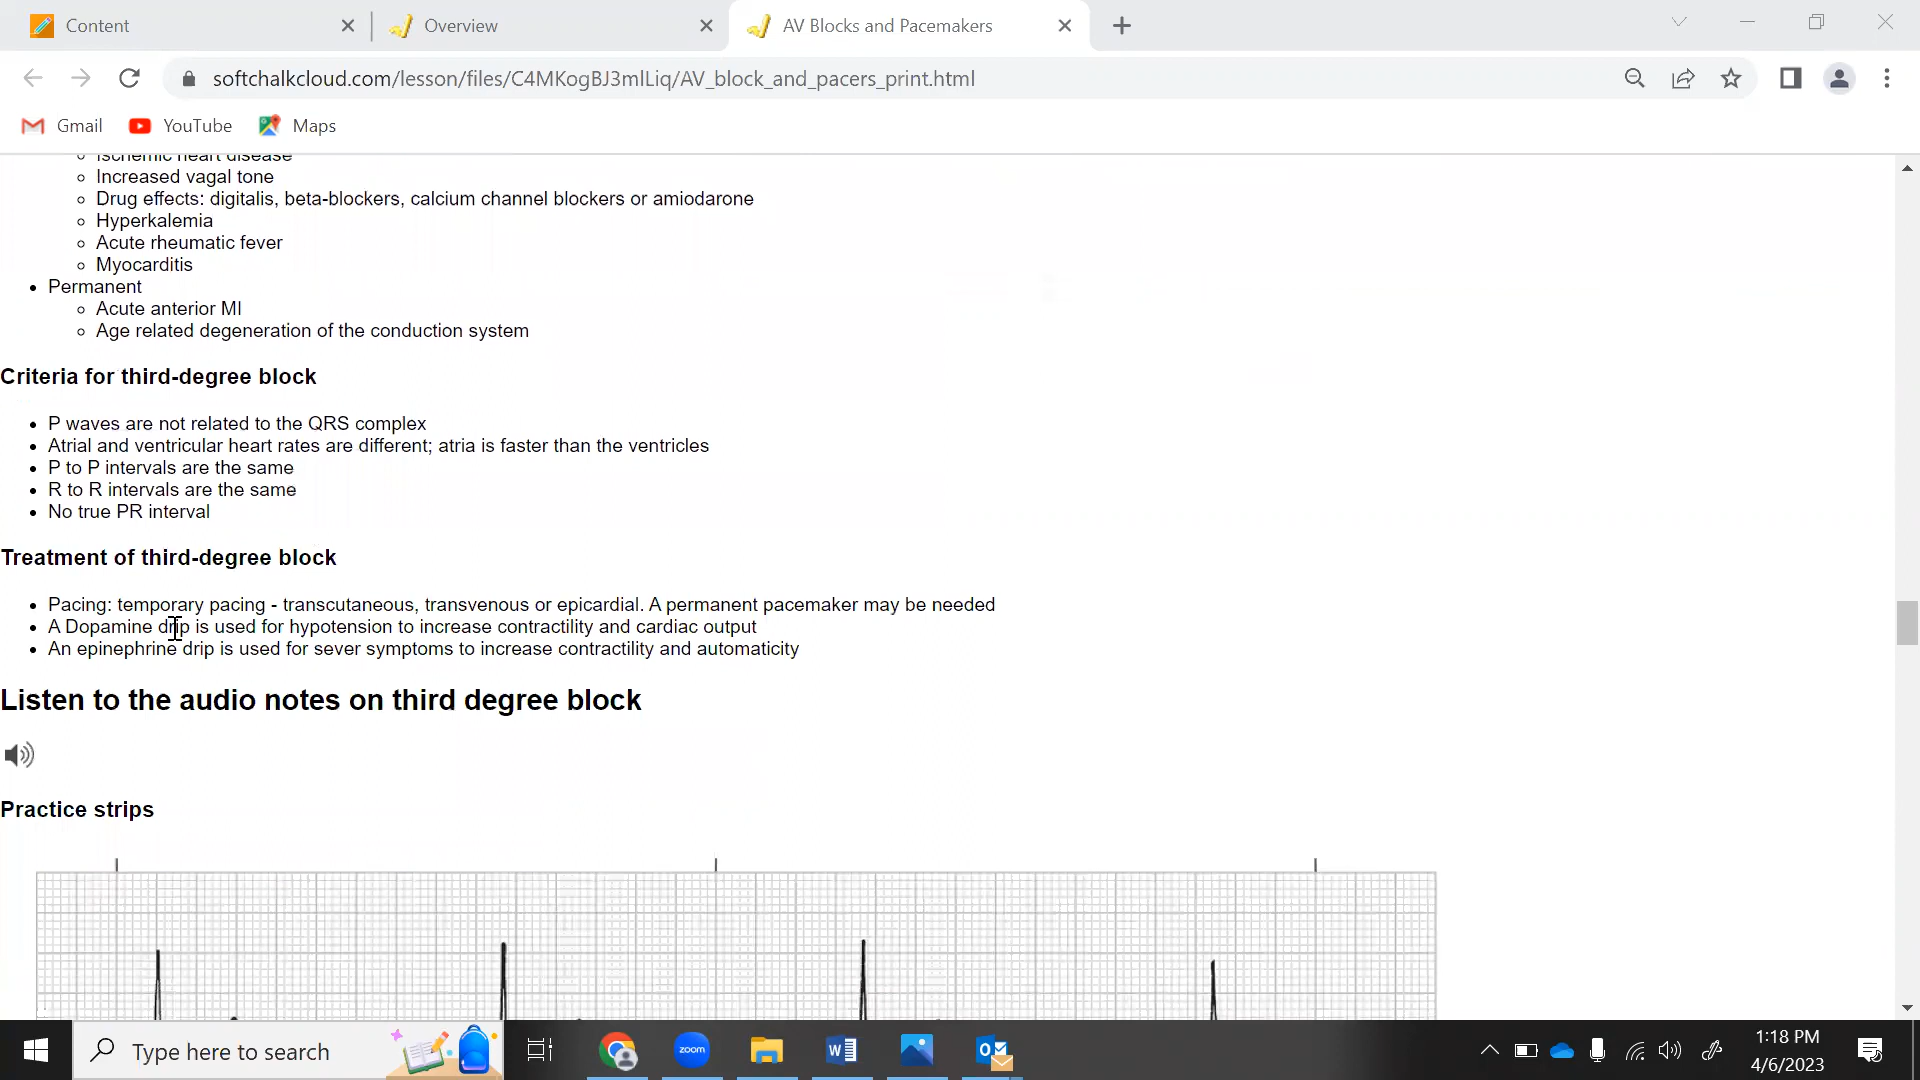 Content
Overview
AV Blocks and Pacemakers
softchalkcloud.com/lesson/files/C4MKogBJ3mlLiq/AV_block_and_pacers_print.html
Gmail
YouTube
Maps
Ischemic heart disease
Increased vagal tone
Drug effects: digitalis, beta-blockers, calcium channel blockers or amiodarone
Hyperkalemia
Acute rheumatic fever
Myocarditis
Permanent
Acute anterior MI
Age related degeneration of the conduction system
Criteria for third-degree block
P waves are not related to the QRS complex
Atrial and ventricular heart rates are different; atria is faster than the ventricles
P to P intervals are the same
R to R intervals are the same
No true PR interval
Treatment of third-degree block
Pacing: temporary pacing - transcutaneous, transvenous or epicardial. A permanent pacemaker may be needed
A Dopamine drip is used for hypotension to increase contractility and cardiac output
An epinephrine drip is used for sever symptoms to increase contractility and automaticity
Listen to the audio notes on third degree block
Practice strips
Type here to search
zoom
1:18 PM
4/6/2023